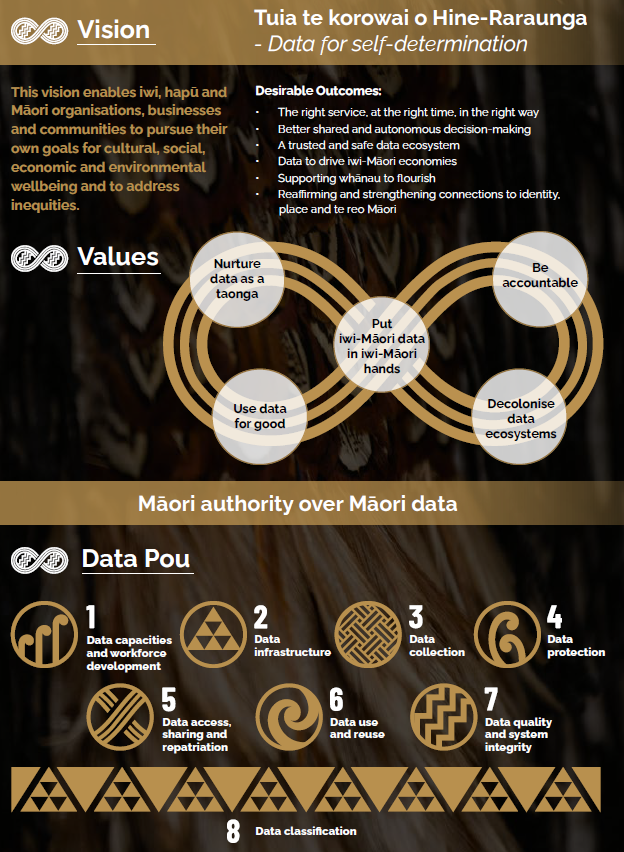 Vision
Tuia te korowai o Hine-Raraunga
- Data for self-determination
This vision enables iwi, hapū and
Māori organisations, businesses
and communities to pursue their
own goals for cultural, social,
economic and environmental
wellbeing and to address
inequities.
Desirable Outcomes:
• The right service, at the right time, in the right way
• Better shared and autonomous decision-making
• A trusted and safe data ecosystem
• Data to drive iwi-Māori economies
• Supporting whānau to flourish
• Reaffirming and strengthening connections to identity,
place and te reo Māori
Values
Nurture
data as a
taonga
Be
accountable
Put
iwi-Māori data
in iwi-Māori
hands
Use data
for good
Decolonise
data
ecosystems
Māori authority over Māori data
Data Pou
1
Data capacities
and workforce
development
2
Data
infrastructure
3
Data
collection
4
Data
protection
5
Data access,
sharing and
repatriation
6
Data use
and reuse
7
Data quality
and system
integrity
8 Data classification